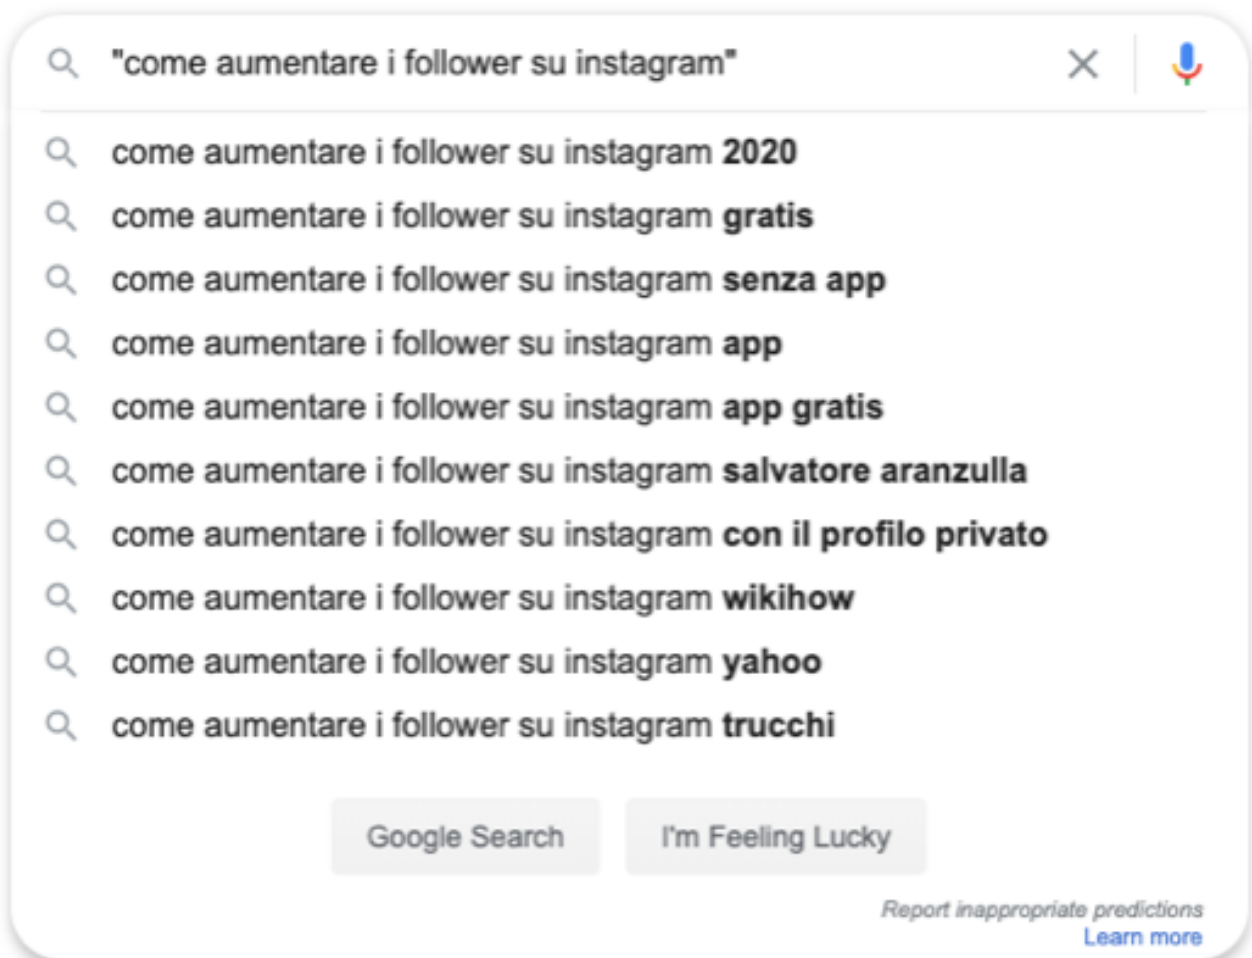 "come aumentare i follower su instagram"
come aumentare i follower su instagram 2020
come aumentare i follower su instagram gratis
come aumentare i follower su instagram senza app
come aumentare i follower su instagram app
come aumentare i follower su instagram app gratis
come aumentare i follower su instagram salvatore aranzulla
come aumentare i follower su instagram con il profilo privato
come aumentare i follower su instagram wikihow
come aumentare i follower su instagram yahoo
come aumentare i follower su instagram trucchi
Google Search I'm Feeling Lucky
Report inappropriate predictions
Learn more